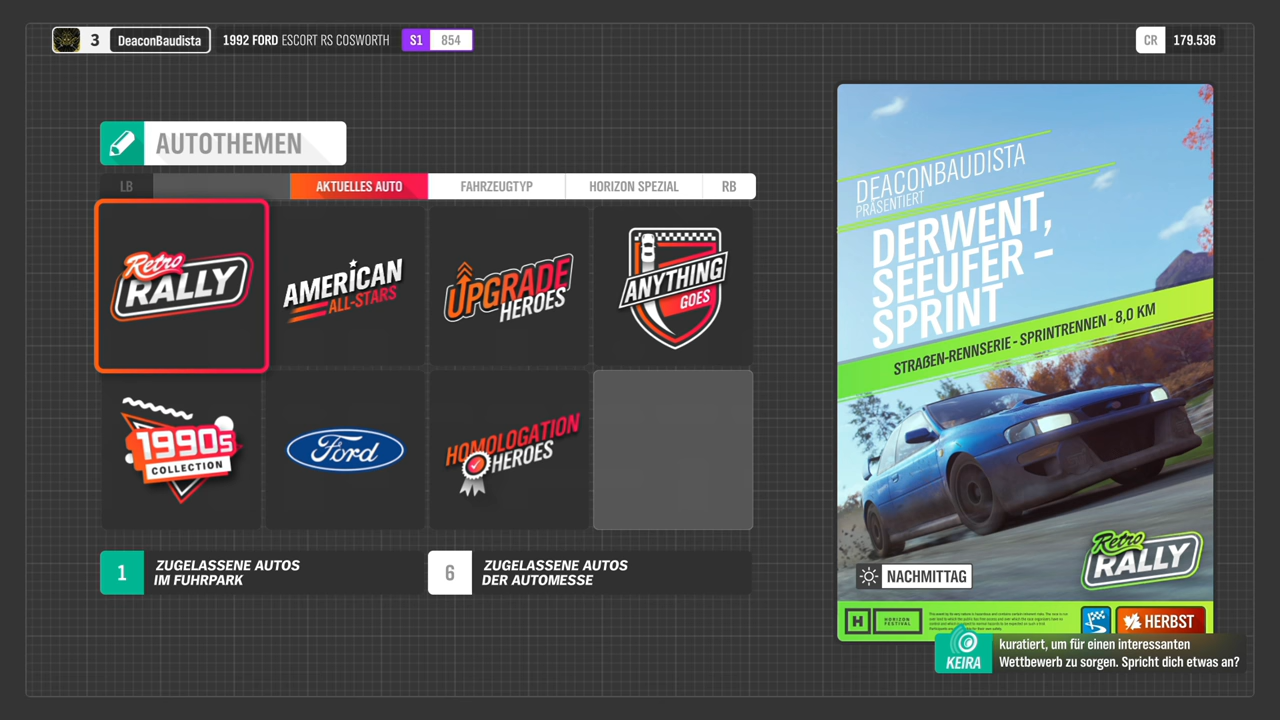 3 DeaconBaudista 1992 FORD ESCORT RS COSWORTH S1 854
CR 179.536
AUTOTHEMEN
LB AKTUELLES AUTO FAHRZEUGTYP HORIZON SPEZIAL RB
Retro
RALLY
AMERICAN
ALL-STARS
UPGRADE
HEROES
ANYTHING
GOES
1990s
COLLECTION
Ford
HOMOLOGATION
HEROES
1 ZUGELASSENE AUTOS
IM FUHRPARK
6 ZUGELASSENE AUTOS
DER AUTOMESSE
DEACONBAUDISTA
PRÄSENTIERT
DERWENT,
SEEUFER –
SPRINT
STRAẞEN-RENNSERIE - SPRINTRENNEN - 8,0 KM
NACHMITTAG
Retro
RALLY
H HORIZON
FESTIVAL
HERBST
KEIRA
kuratiert, um für einen interessanten
Wettbewerb zu sorgen. Spricht dich etwas an?